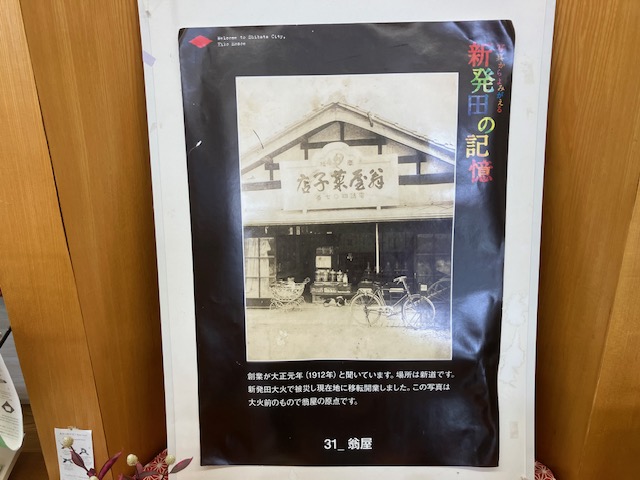 Welcome to Shibata City,
新発田の記憶
店子菓屋翁
創業が大正元年（1912年）と聞いています。場所は新道です。
新発田大火で被災し現在地に移転開業しました。この写真は
大火前のもので翁屋の原点です。
31_ 翁屋